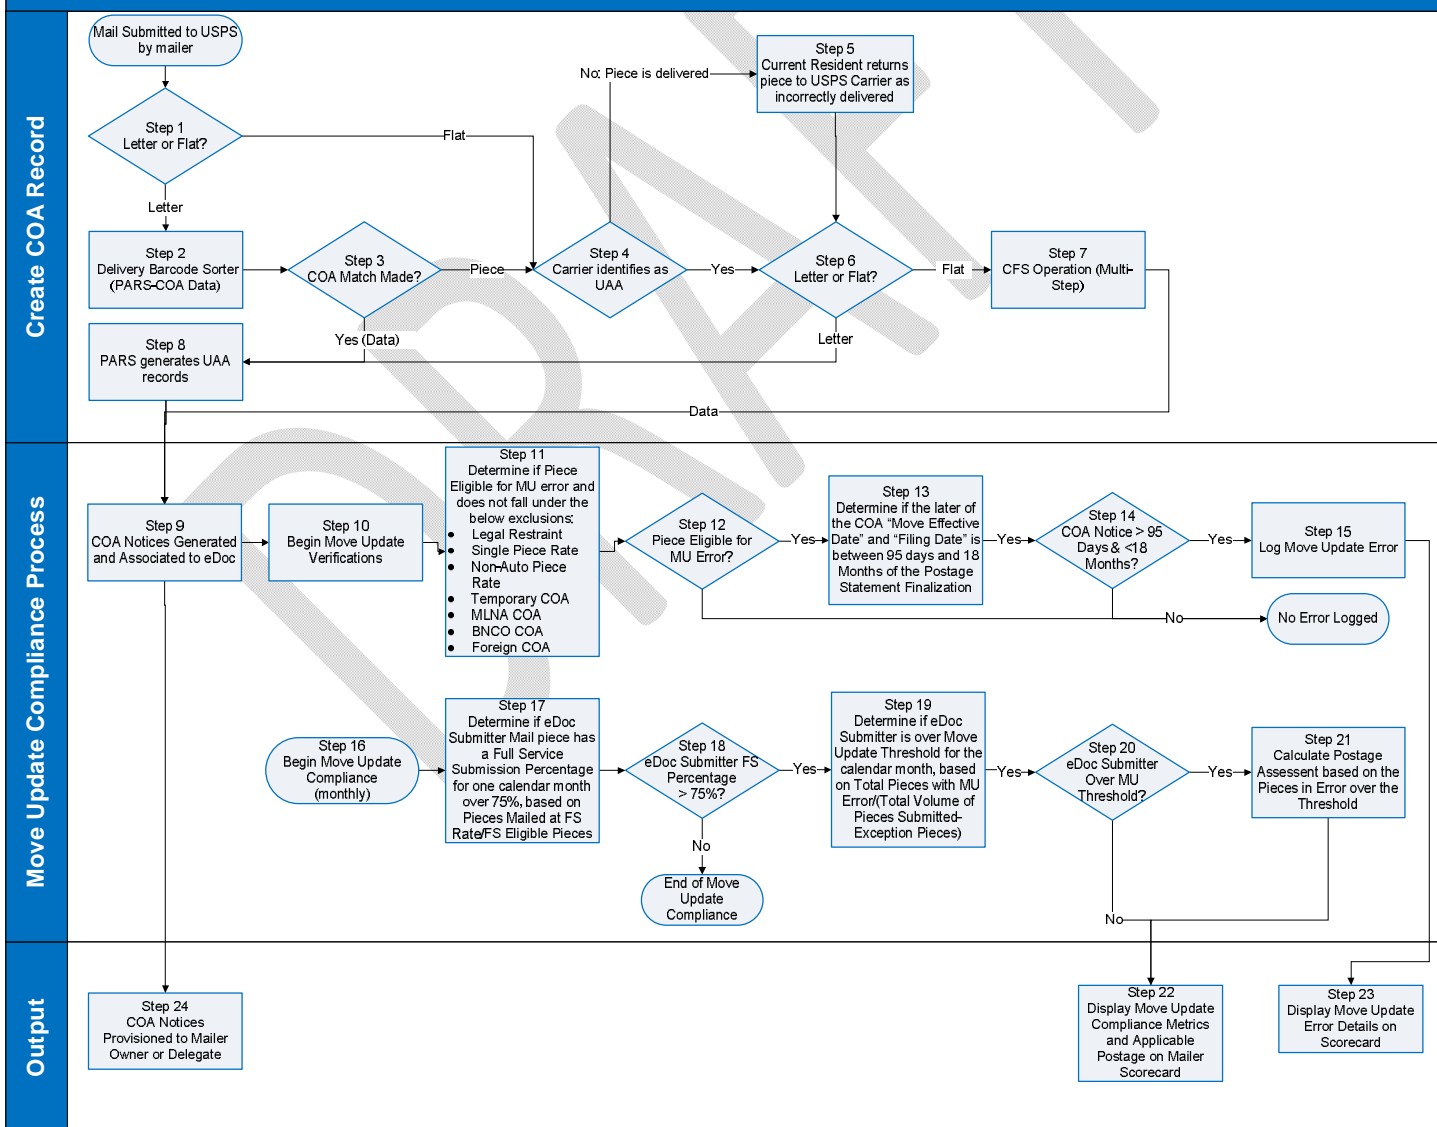 Create COA Record
Mail Submitted to USPS
by mailer
Step 1
Letter or Flat?
Flat
Letter
Step 2
Delivery Barcode Sorter
(PARS-COA Data)
Step 3
COA Match Made?
Piece
Yes (Data)
Step 4
Carrier identifies as
UAA
No: Piece is delivered
Yes
Step 5
Current Resident returns
piece to USPS Carrier as
incorrectly delivered
Step 6
Letter or Flat?
Flat
Letter
Step 7
CFS Operation (Multi-
Step)
Step 8
PARS generates UAA
records
Data
Move Update Compliance Process
Step 9
COA Notices Generated
and Associated to eDoc
Step 10
Begin Move Update
Verifications
Step 11
Determine if Piece
Eligible for MU error and
does not fall under the
below exclusions:
● Legal Restraint
● Single Piece Rate
● Non-Auto Piece
Rate
● Temporary COA
● MLNA COA
● BNCO COA
● Foreign COA
Step 12
Piece Eligible for
MU Error?
Yes
Step 13
Determine if the later of
the COA “Move Effective
Date” and “Filing Date” is
between 95 days and 18
Months of the Postage
Statement Finalization
Yes
Step 14
COA Notice > 95
Days & <18
Months?
Yes
Step 15
Log Move Update Error
No
No Error Logged
Step 16
Begin Move Update
Compliance
(monthly)
Step 17
Determine if eDoc
Submitter Mail piece has
a Full Service
Submission Percentage
for one calendar month
over 75%, based on
Pieces Mailed at FS
Rate/FS Eligible Pieces
Step 18
eDoc Submitter FS
Percentage
> 75%?
Yes
No
End of Move
Update
Compliance
Step 19
Determine if eDoc
Submitter is over Move
Update Threshold for the
calendar month, based
on Total Pieces with MU
Error/(Total Volume of
Pieces Submitted-
Exception Pieces)
Yes
Step 20
eDoc Submitter
Over MU
Threshold?
Yes
No
Step 21
Calculate Postage
Assessent based on the
Pieces in Error over the
Threshold
Output
Step 24
COA Notices
Provisioned to Mailer
Owner or Delegate
Step 22
Display Move Update
Compliance Metrics
and Applicable
Postage on Mailer
Scorecard
Step 23
Display Move Update
Error Details on
Scorecard
DRAFT